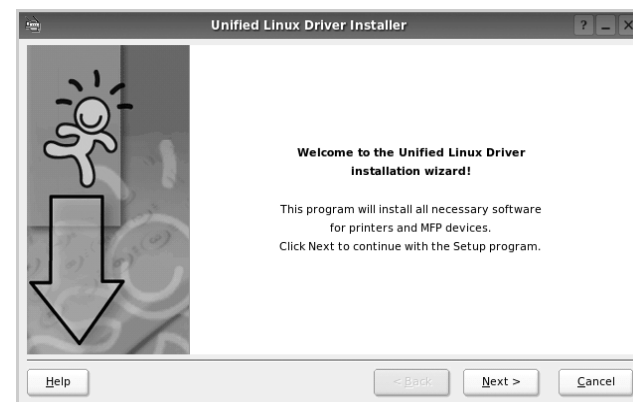 Unified Linux Driver Installer
?
Welcome to the Unified Linux Driver
installation wizard!
This program will install all necessary software
for printers and MFP devices.
Click Next to continue with the Setup program.
Help
< Back
Next >
Cancel